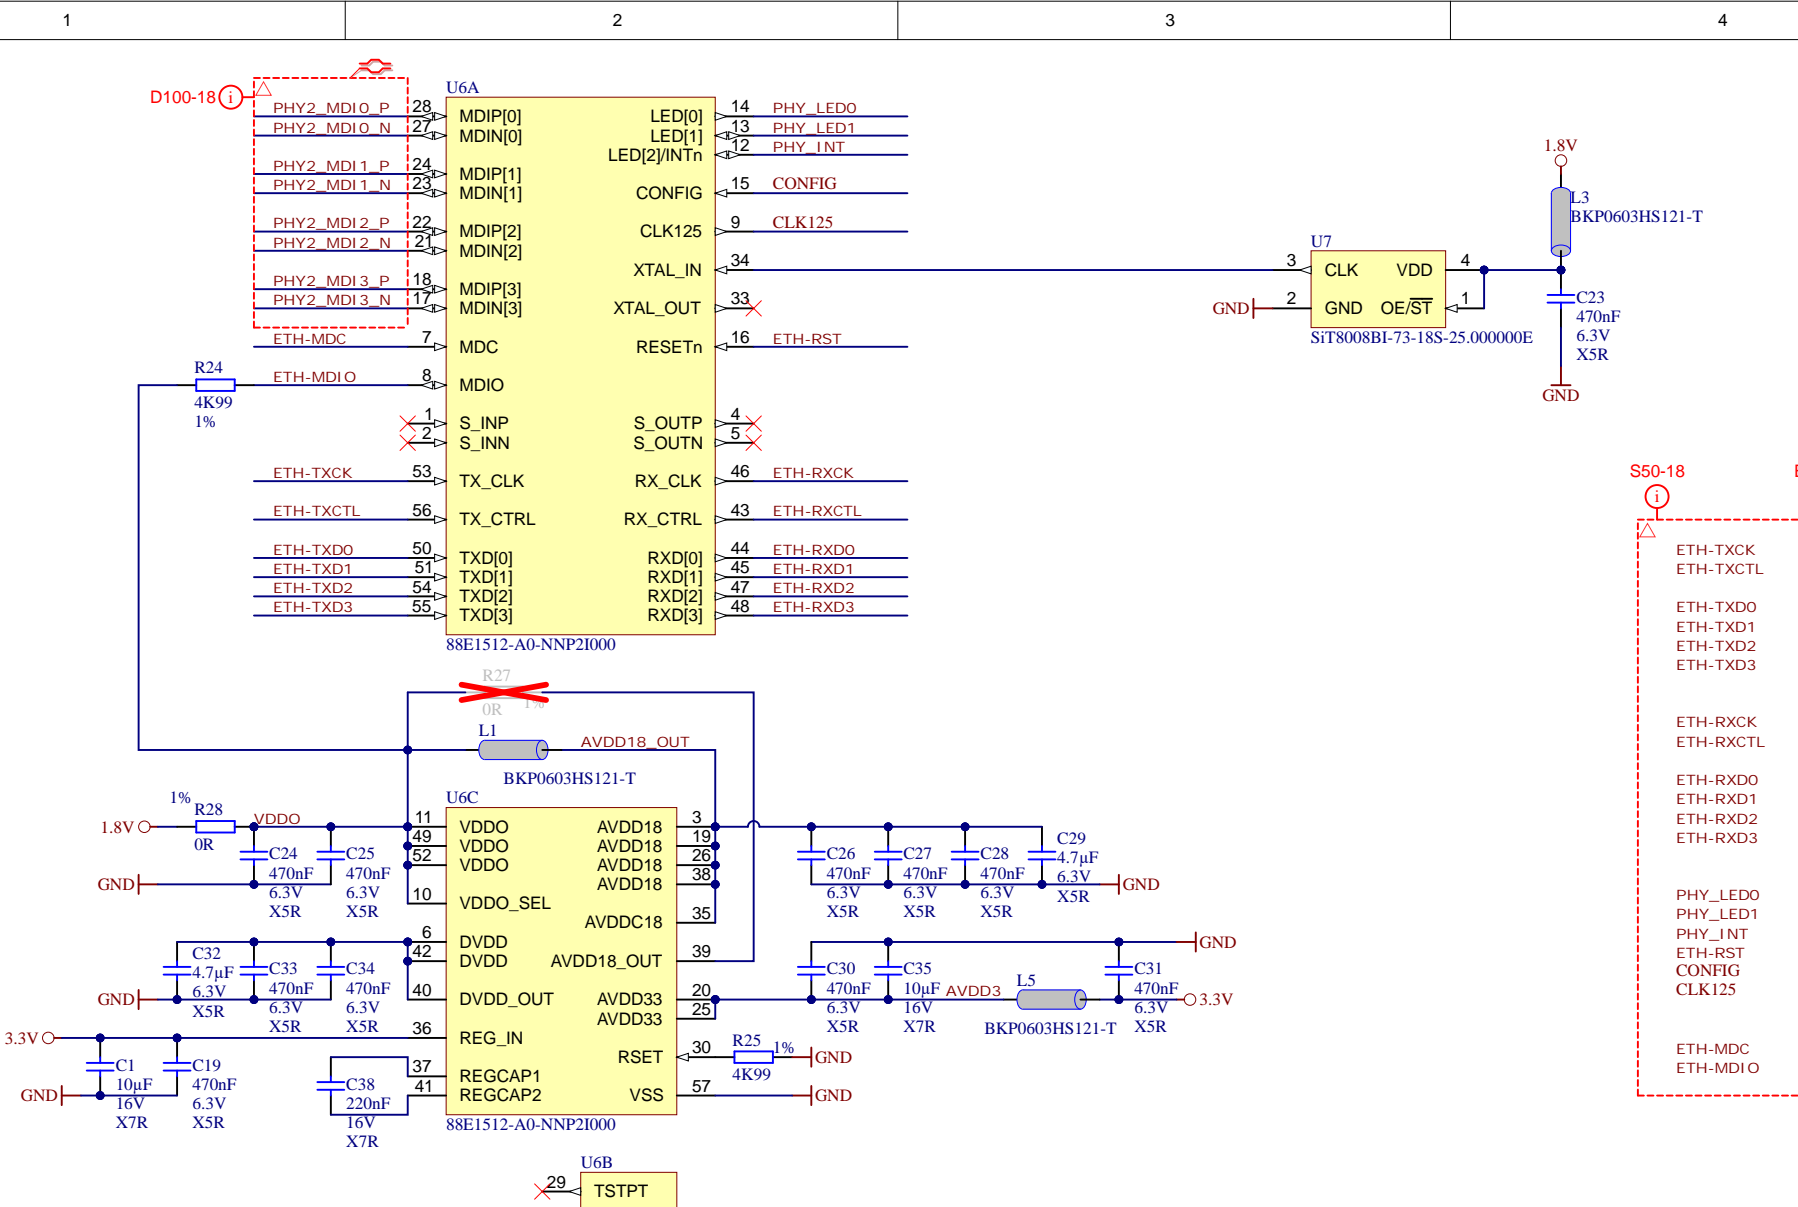 1 2 3 4
D100-18 i
U6A
PHY2_MDI0_P 28 MDIP[0] LED[0] 14 PHY_LED0
PHY2_MDI0_N 27 MDIN[0] LED[1] 13 PHY_LED1
LED[2]/INTn 12 PHY_INT
PHY2_MDI1_P 24 MDIP[1]
PHY2_MDI1_N 23 MDIN[1] CONFIG 15 CONFIG
PHY2_MDI2_P 22 MDIP[2] CLK125 9 CLK125
PHY2_MDI2_N 21 MDIN[2]
XTAL_IN 34
PHY2_MDI3_P 18 MDIP[3]
PHY2_MDI3_N 17 MDIN[3] XTAL_OUT 33
ETH-MDC 7 MDC RESETn 16 ETH-RST
R24
4K99
1%
ETH-MDIO 8 MDIO
1 S_INP S_OUTP 4
2 S_INN S_OUTN 5
ETH-TXCK 53 TX_CLK RX_CLK 46 ETH-RXCK
ETH-TXCTL 56 TX_CTRL RX_CTRL 43 ETH-RXCTL
ETH-TXD0 50 TXD[0] RXD[0] 44 ETH-RXD0
ETH-TXD1 51 TXD[1] RXD[1] 45 ETH-RXD1
ETH-TXD2 54 TXD[2] RXD[2] 47 ETH-RXD2
ETH-TXD3 55 TXD[3] RXD[3] 48 ETH-RXD3
88E1512-A0-NNP2I000
1.8V
L3
BKP0603HS121-T
U7
3 CLK VDD 4
GND 2 GND OE/ST 1
SiT8008BI-73-18S-25.000000E
C23
470nF
6.3V
X5R
GND
S50-18
i
ETH-TXCK
ETH-TXCTL
ETH-TXD0
ETH-TXD1
ETH-TXD2
ETH-TXD3
ETH-RXCK
ETH-RXCTL
ETH-RXD0
ETH-RXD1
ETH-RXD2
ETH-RXD3
PHY_LED0
PHY_LED1
PHY_INT
ETH-RST
CONFIG
CLK125
ETH-MDC
ETH-MDIO
R27
0R 1%
L1
AVDD18_OUT
BKP0603HS121-T
U6C
1%
R28
1.8V VDDO
0R
11 VDDO AVDD18 3
49 VDDO AVDD18 19
52 VDDO AVDD18 26
AVDD18 38
10 VDDO_SEL
AVDDC18 35
6 DVDD
42 DVDD AVDD18_OUT 39
40 DVDD_OUT AVDD33 20
AVDD33 25
36 REG_IN
RSET 30
37 REGCAP1
41 REGCAP2 VSS 57
88E1512-A0-NNP2I000
GND
C24
470nF
6.3V
X5R
C25
470nF
6.3V
X5R
GND
C32
4.7µF
6.3V
X5R
C33
470nF
6.3V
X5R
C34
470nF
6.3V
X5R
3.3V
GND
C1
10µF
16V
X7R
C19
470nF
6.3V
X5R
C38
220nF
16V
X7R
C26
470nF
6.3V
X5R
C27
470nF
6.3V
X5R
C28
470nF
6.3V
X5R
C29
4.7µF
6.3V
X5R
GND
GND
C30
470nF
6.3V
X5R
C35
10µF
16V
X7R
AVDD3
L5
BKP0603HS121-T
C31
470nF
6.3V
X5R
3.3V
R25 1%
4K99
GND
GND
U6B
29 TSTPT